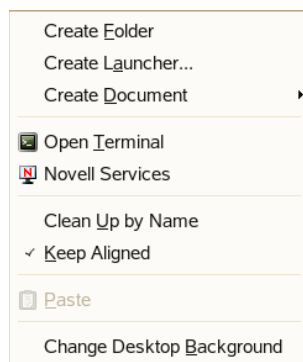 Create Folder
Create Launcher...
Create Document
Open Terminal
Novell Services
Clean Up by Name
Keep Aligned
Paste
Change Desktop Background